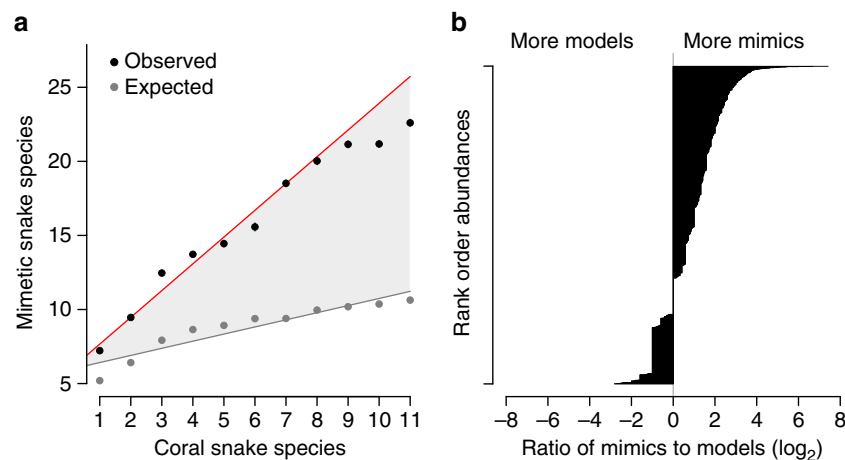 a
b
More models
More mimics
Observed
Expected
25
20
15
10
5
Mimetic snake species
1 2 3 4 5 6 7 8 9 10 11
Coral snake species
Rank order abundances
−8 −6 −4 −2 0 2 4 6 8
Ratio of mimics to models (log2)